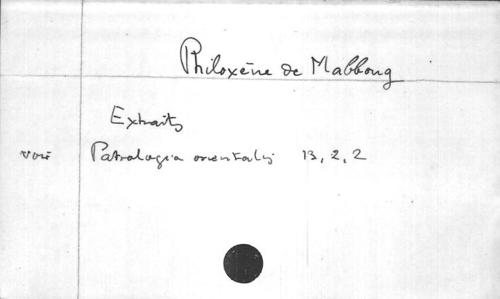 Philoxène de Mabboug
Extraits
voir Patrologia orientalis 13, 2, 2